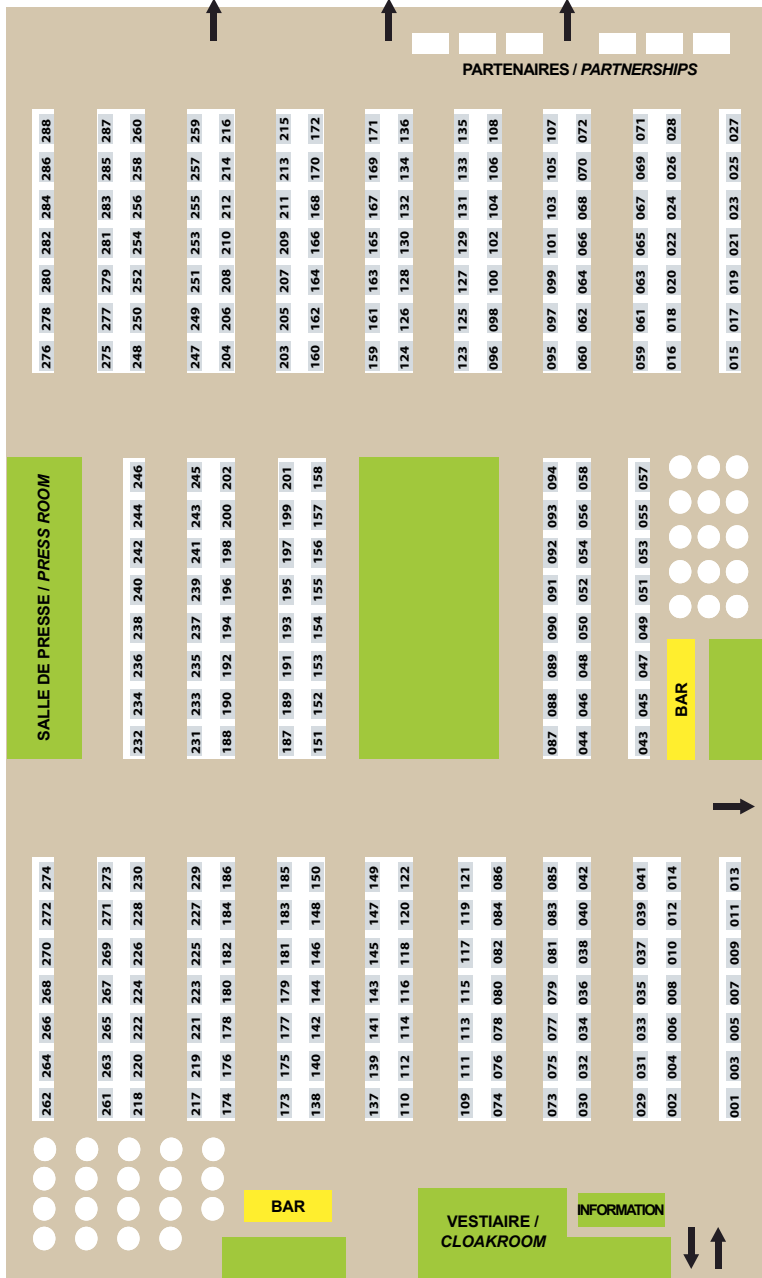 PARTENAIRES / PARTNERSHIPS
288 287 260 259 216 215 172 171 136 135 108 107 072 071 028 027
286 285 258 257 214 213 170 169 134 133 106 105 070 069 026 025
284 283 256 255 212 211 168 167 132 131 104 103 068 067 024 023
282 281 254 253 210 209 166 165 130 129 102 101 066 065 022 021
280 279 252 251 208 207 164 163 128 127 100 099 064 063 020 019
278 277 250 249 206 205 162 161 126 125 098 097 062 061 018 017
276 275 248 247 204 203 160 159 124 123 096 095 060 059 016 015
SALLE DE PRESSE / PRESS ROOM
246 245 202 201 158 094 058 057
244 243 200 199 157 093 056 055
242 241 198 197 156 092 054 053
240 239 196 195 155 091 052 051
238 237 194 193 154 090 050 049
236 235 192 191 153 089 048 047
234 233 190 189 152 088 046 045
232 231 188 187 151 087 044 043
BAR
274 273 230 229 186 185 150 149 122 121 086 085 042 041 014 013
272 271 228 227 184 183 148 147 120 119 084 083 040 039 012 011
270 269 226 225 182 181 146 145 118 117 082 081 038 037 010 009
268 267 224 223 180 179 144 143 116 115 080 079 036 035 008 007
266 265 222 221 178 177 142 141 114 113 078 077 034 033 006 005
264 263 220 219 176 175 140 139 112 111 076 075 032 031 004 003
262 261 218 217 174 173 138 137 110 109 074 073 030 029 002 001
BAR
VESTIAIRE /
CLOAKROOM
INFORMATION